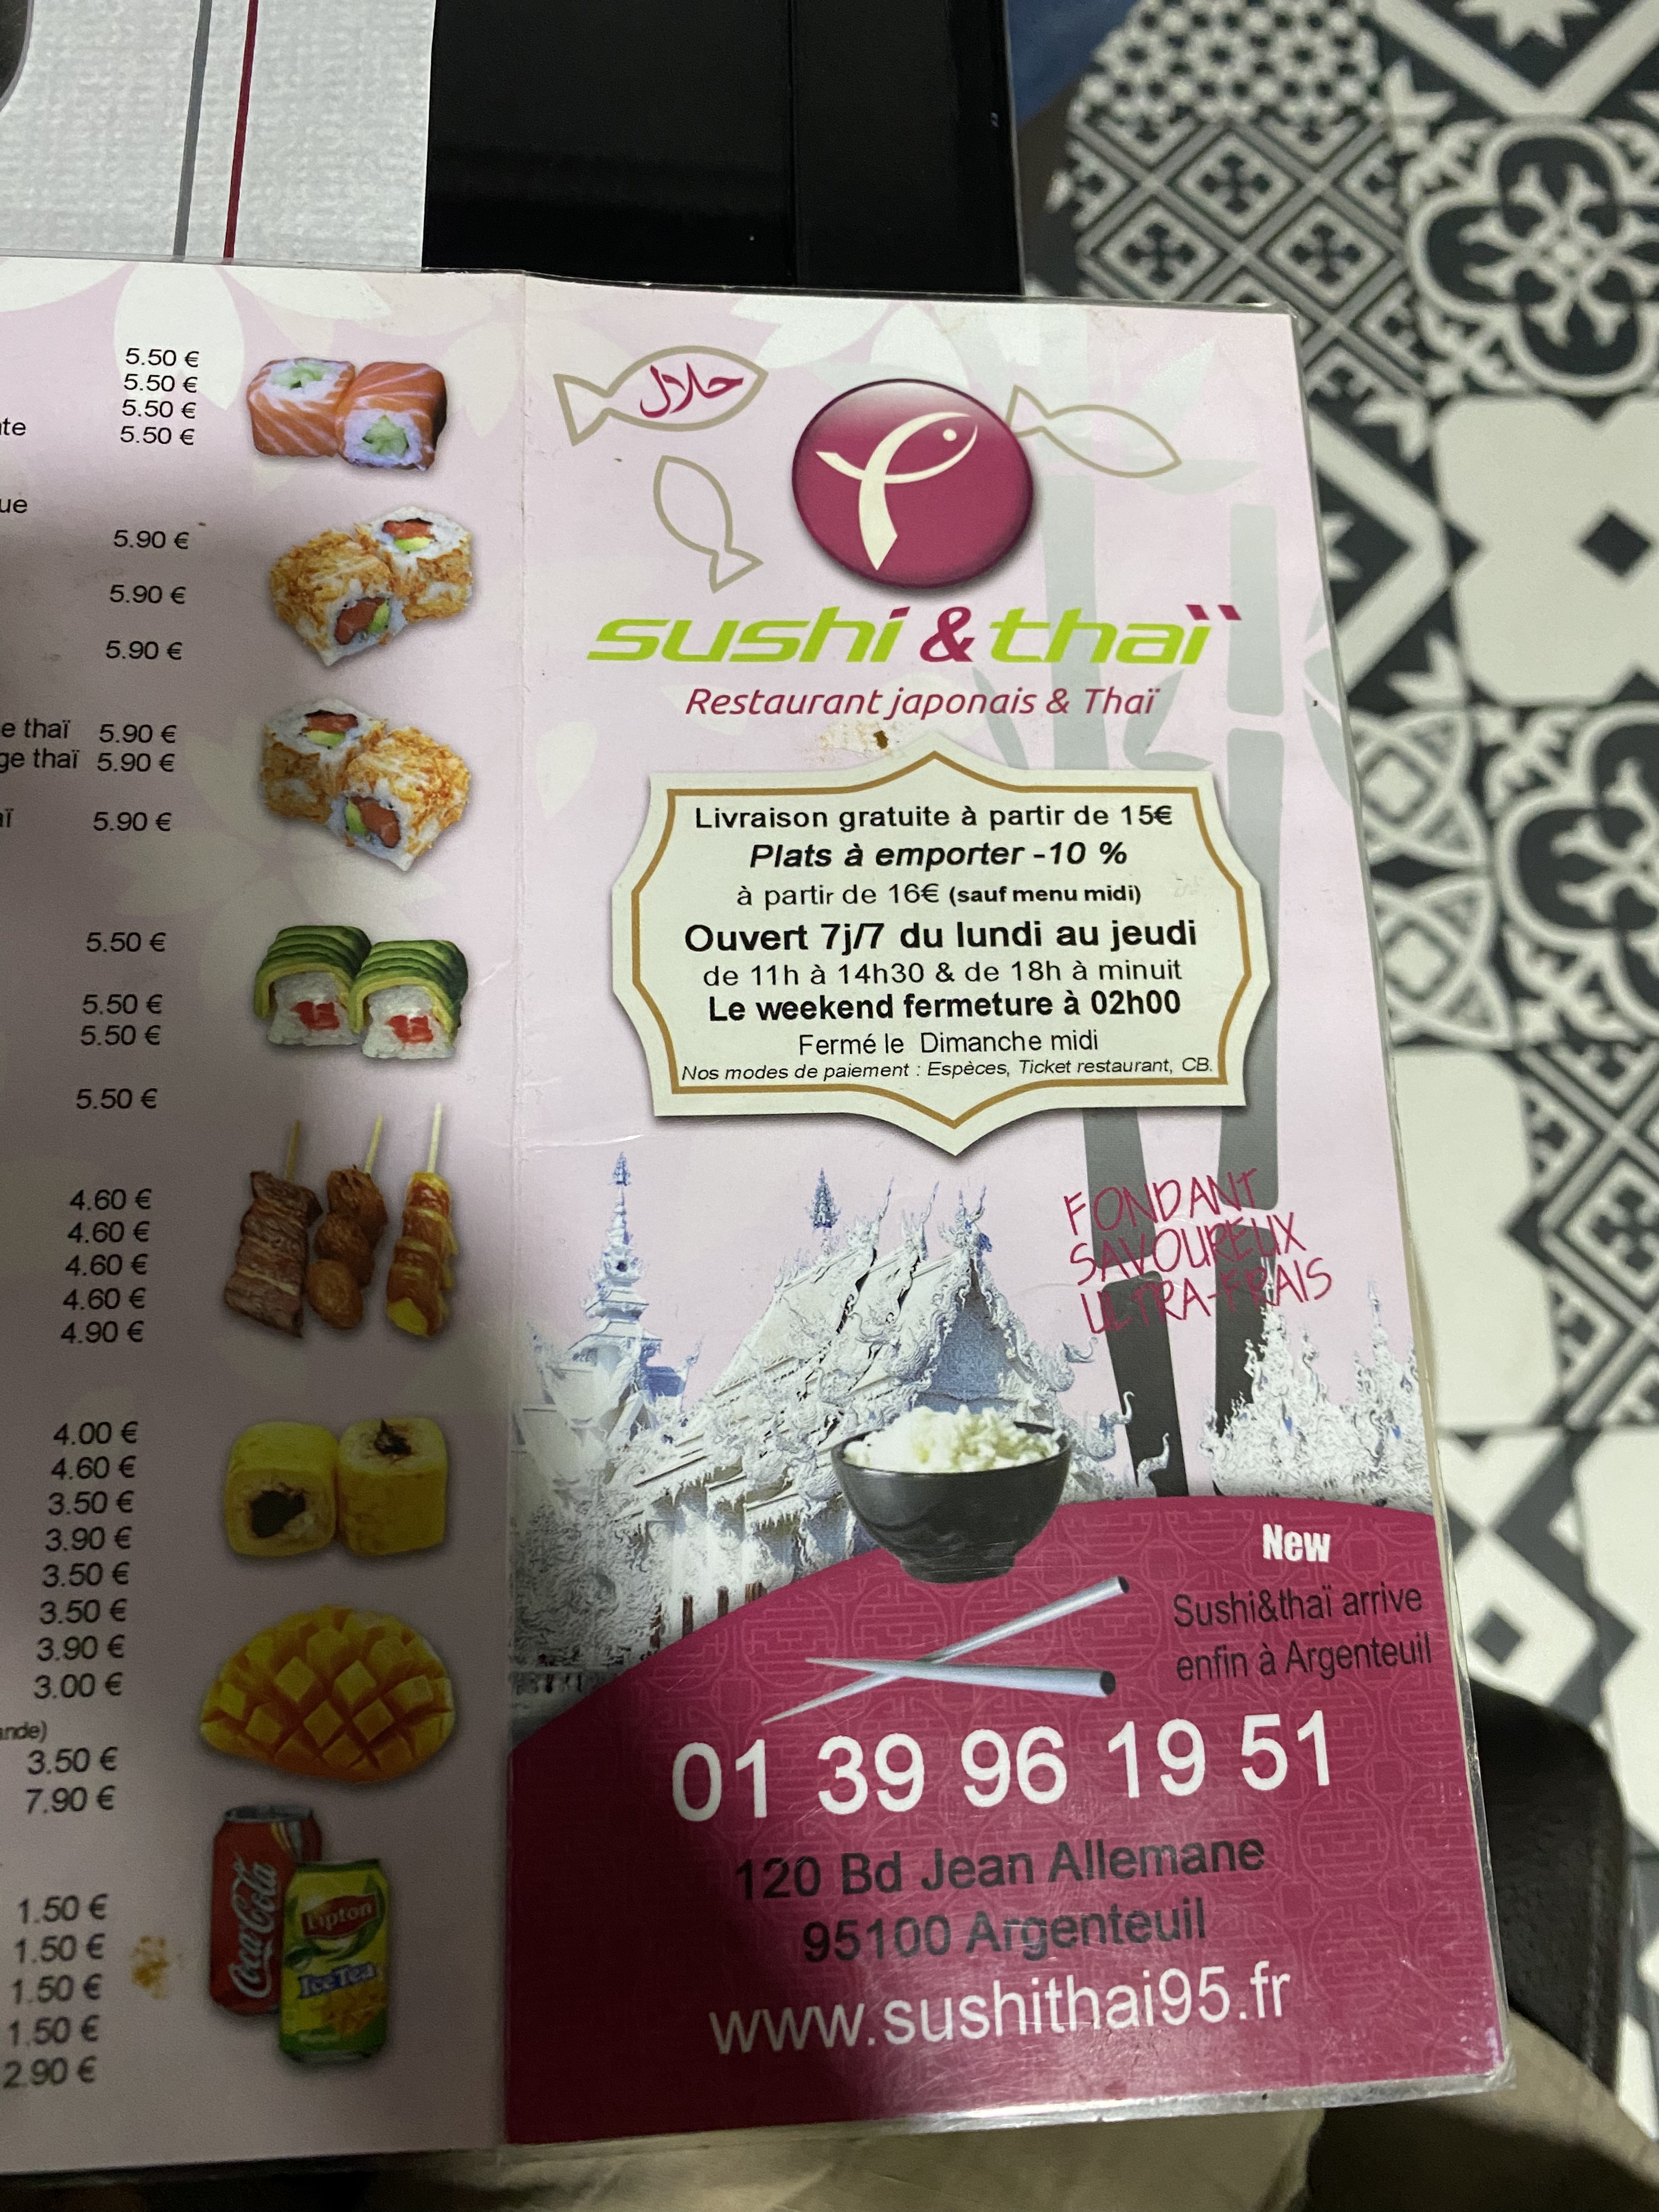 5.50 €
5.50 €
5.50 €
5.50 €
5.90 €
5.90 €
5.90 €
thaï 5.90 €
thaï 5.90 €
5.90 €
5.50 €
5.50 €
5.50 €
5.50 €
4.60 €
4.60 €
4.60 €
4.60 €
4.90 €
4.00 €
4.60 €
3.50 €
3.90 €
3.50 €
3.50 €
3.90 €
3.00 €
3.50 €
7.90 €
1.50 €
1.50 €
1.50 €
1.50 €
2.90 €
Coca-Cola
Lipton
Ice Tea
حلال
sushi & thaï
Restaurant japonais & Thaï
Livraison gratuite à partir de 15€
Plats à emporter -10 %
à partir de 16€ (sauf menu midi)
Ouvert 7j/7 du lundi au jeudi
de 11h à 14h30 & de 18h à minuit
Le weekend fermeture à 02h00
Fermé le Dimanche midi
Nos modes de paiement : Espèces, Ticket restaurant, CB.
FONDANT
SAVOUREUX
ULTRA-FRAIS
New
Sushi&thaï arrive
enfin à Argenteuil
01 39 96 19 51
120 Bd Jean Allemane
95100 Argenteuil
www.sushithai95.fr